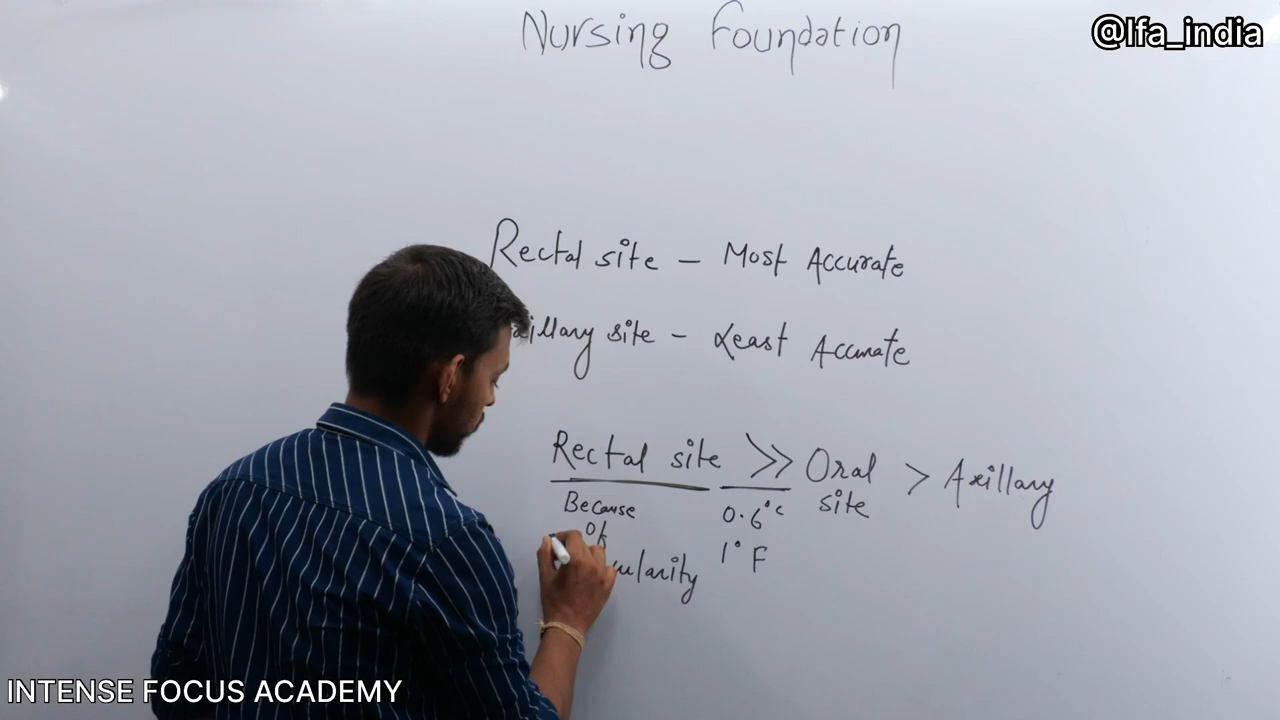 Nursing Foundation
@Ifa_india
Rectal site - Most Accurate
xillary site - Least Accurate
Rectal site >> Oral site > Axillary
Because of
0.6°c
1° F
ularity
INTENSE FOCUS ACADEMY